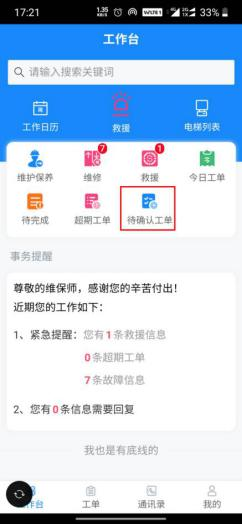 17:21 1.35 KB/S 33%
工作台
请输入搜索关键词
工作日历 救援 电梯列表
7 1
维护保养 维修 救援 今日工单
待完成 超期工单 待确认工单
事务提醒
尊敬的维保师，感谢您的辛苦付出！
近期您的工作如下：
1、紧急提醒：您有1条救援信息
0条超期工单
7条故障信息
2、您有0条信息需要回复
我也是有底线的
作台 工单 通讯录 我的